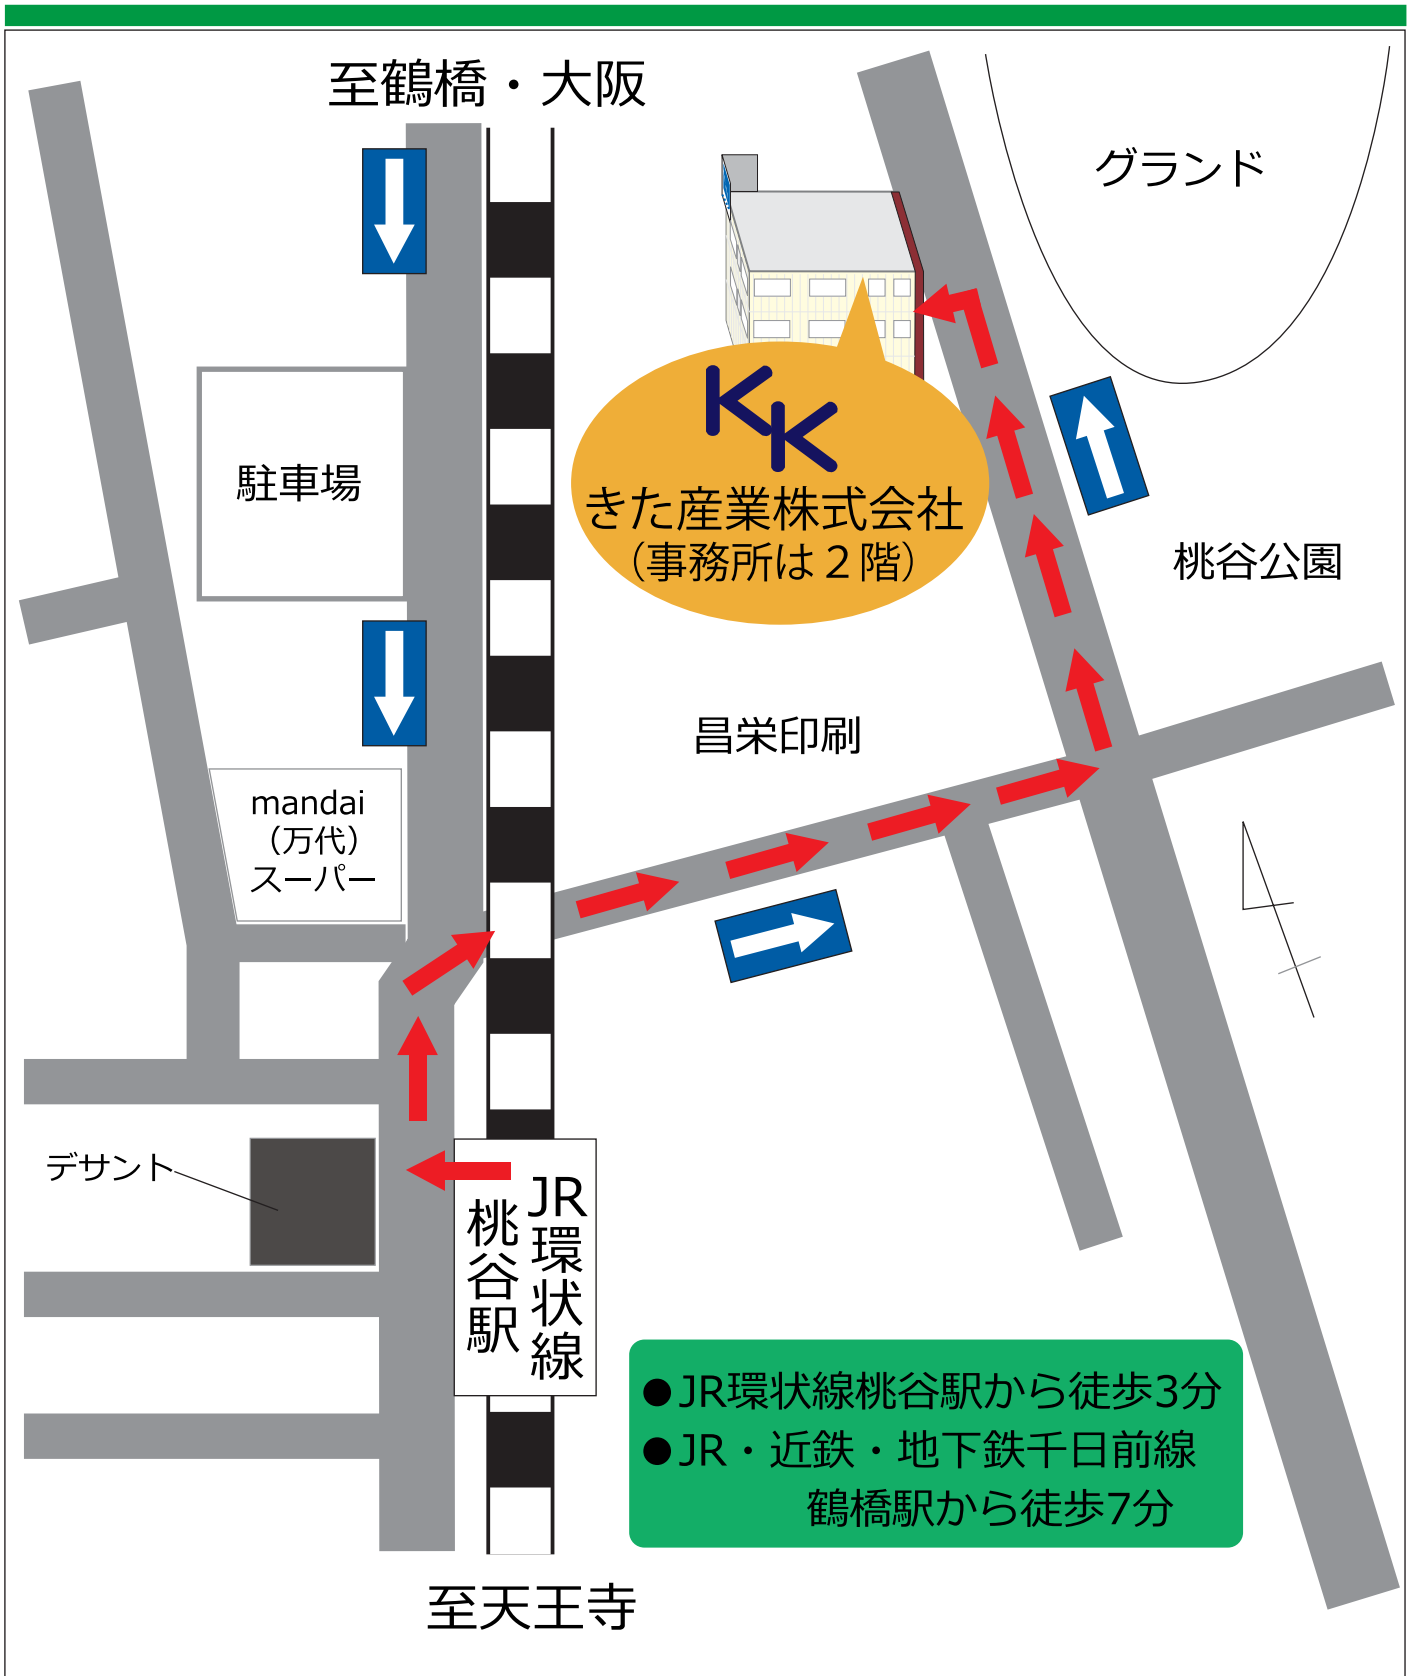 至鶴橋・大阪
グランド
駐車場
KK
きた産業株式会社
（事務所は２階）
桃谷公園
昌栄印刷
mandai
（万代）
スーパー
デサント
JR環状線
桃谷駅
●JR環状線桃谷駅から徒歩3分
●JR・近鉄・地下鉄千日前線
鶴橋駅から徒歩7分
至天王寺